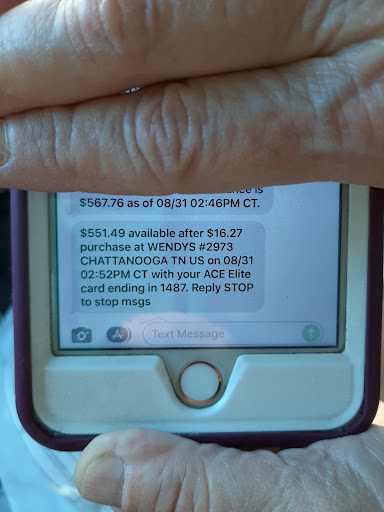 is
$567.76 as of 08/31 02:46PM CT.
$551.49 available after $16.27
purchase at WENDYS #2973
CHATTANOOGA TN US on 08/31
02:52PM CT with your ACE Elite
card ending in 1487. Reply STOP
to stop msgs
Text Message